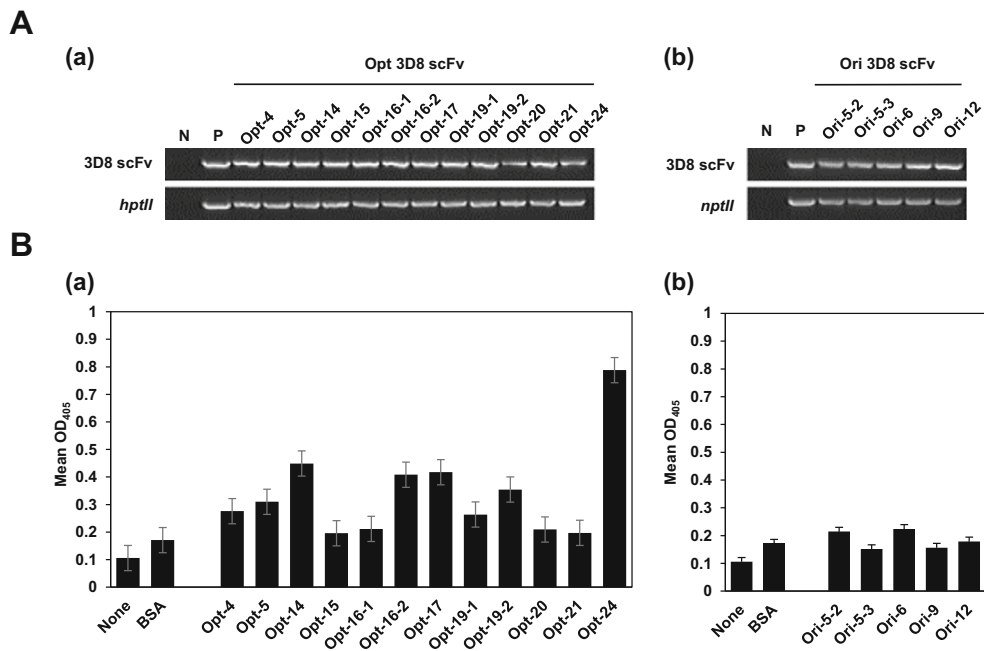 A
(a)
Opt 3D8 scFv
N P Opt-4 Opt-5 Opt-14 Opt-15 Opt-16-1 Opt-16-2 Opt-17 Opt-19-1 Opt-19-2 Opt-20 Opt-21 Opt-24
3D8 scFv
hptII
(b)
Ori 3D8 scFv
N P Ori-5-2 Ori-5-3 Ori-6 Ori-9 Ori-12
3D8 scFv
nptII
B
(a)
Mean OD405
1
0.9
0.8
0.7
0.6
0.5
0.4
0.3
0.2
0.1
0
None BSA Opt-4 Opt-5 Opt-14 Opt-15 Opt-16-1 Opt-16-2 Opt-17 Opt-19-1 Opt-19-2 Opt-20 Opt-21 Opt-24
(b)
Mean OD405
1
0.9
0.8
0.7
0.6
0.5
0.4
0.3
0.2
0.1
0
None BSA Ori-5-2 Ori-5-3 Ori-6 Ori-9 Ori-12